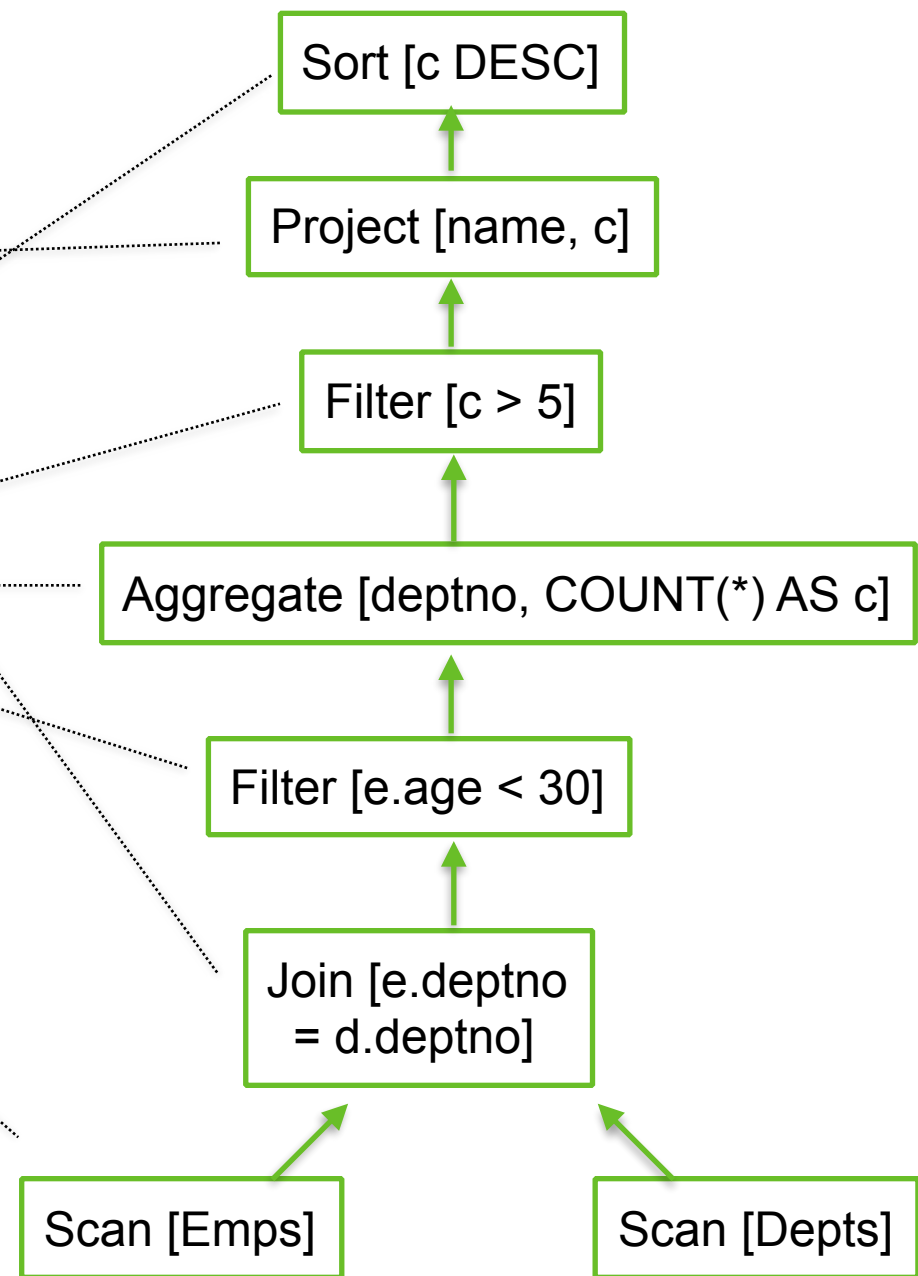 Sort [c DESC]
Project [name, c]
Filter [c > 5]
Aggregate [deptno, COUNT(*) AS c]
Filter [e.age < 30]
Join [e.deptno
= d.deptno]
Scan [Emps]
Scan [Depts]